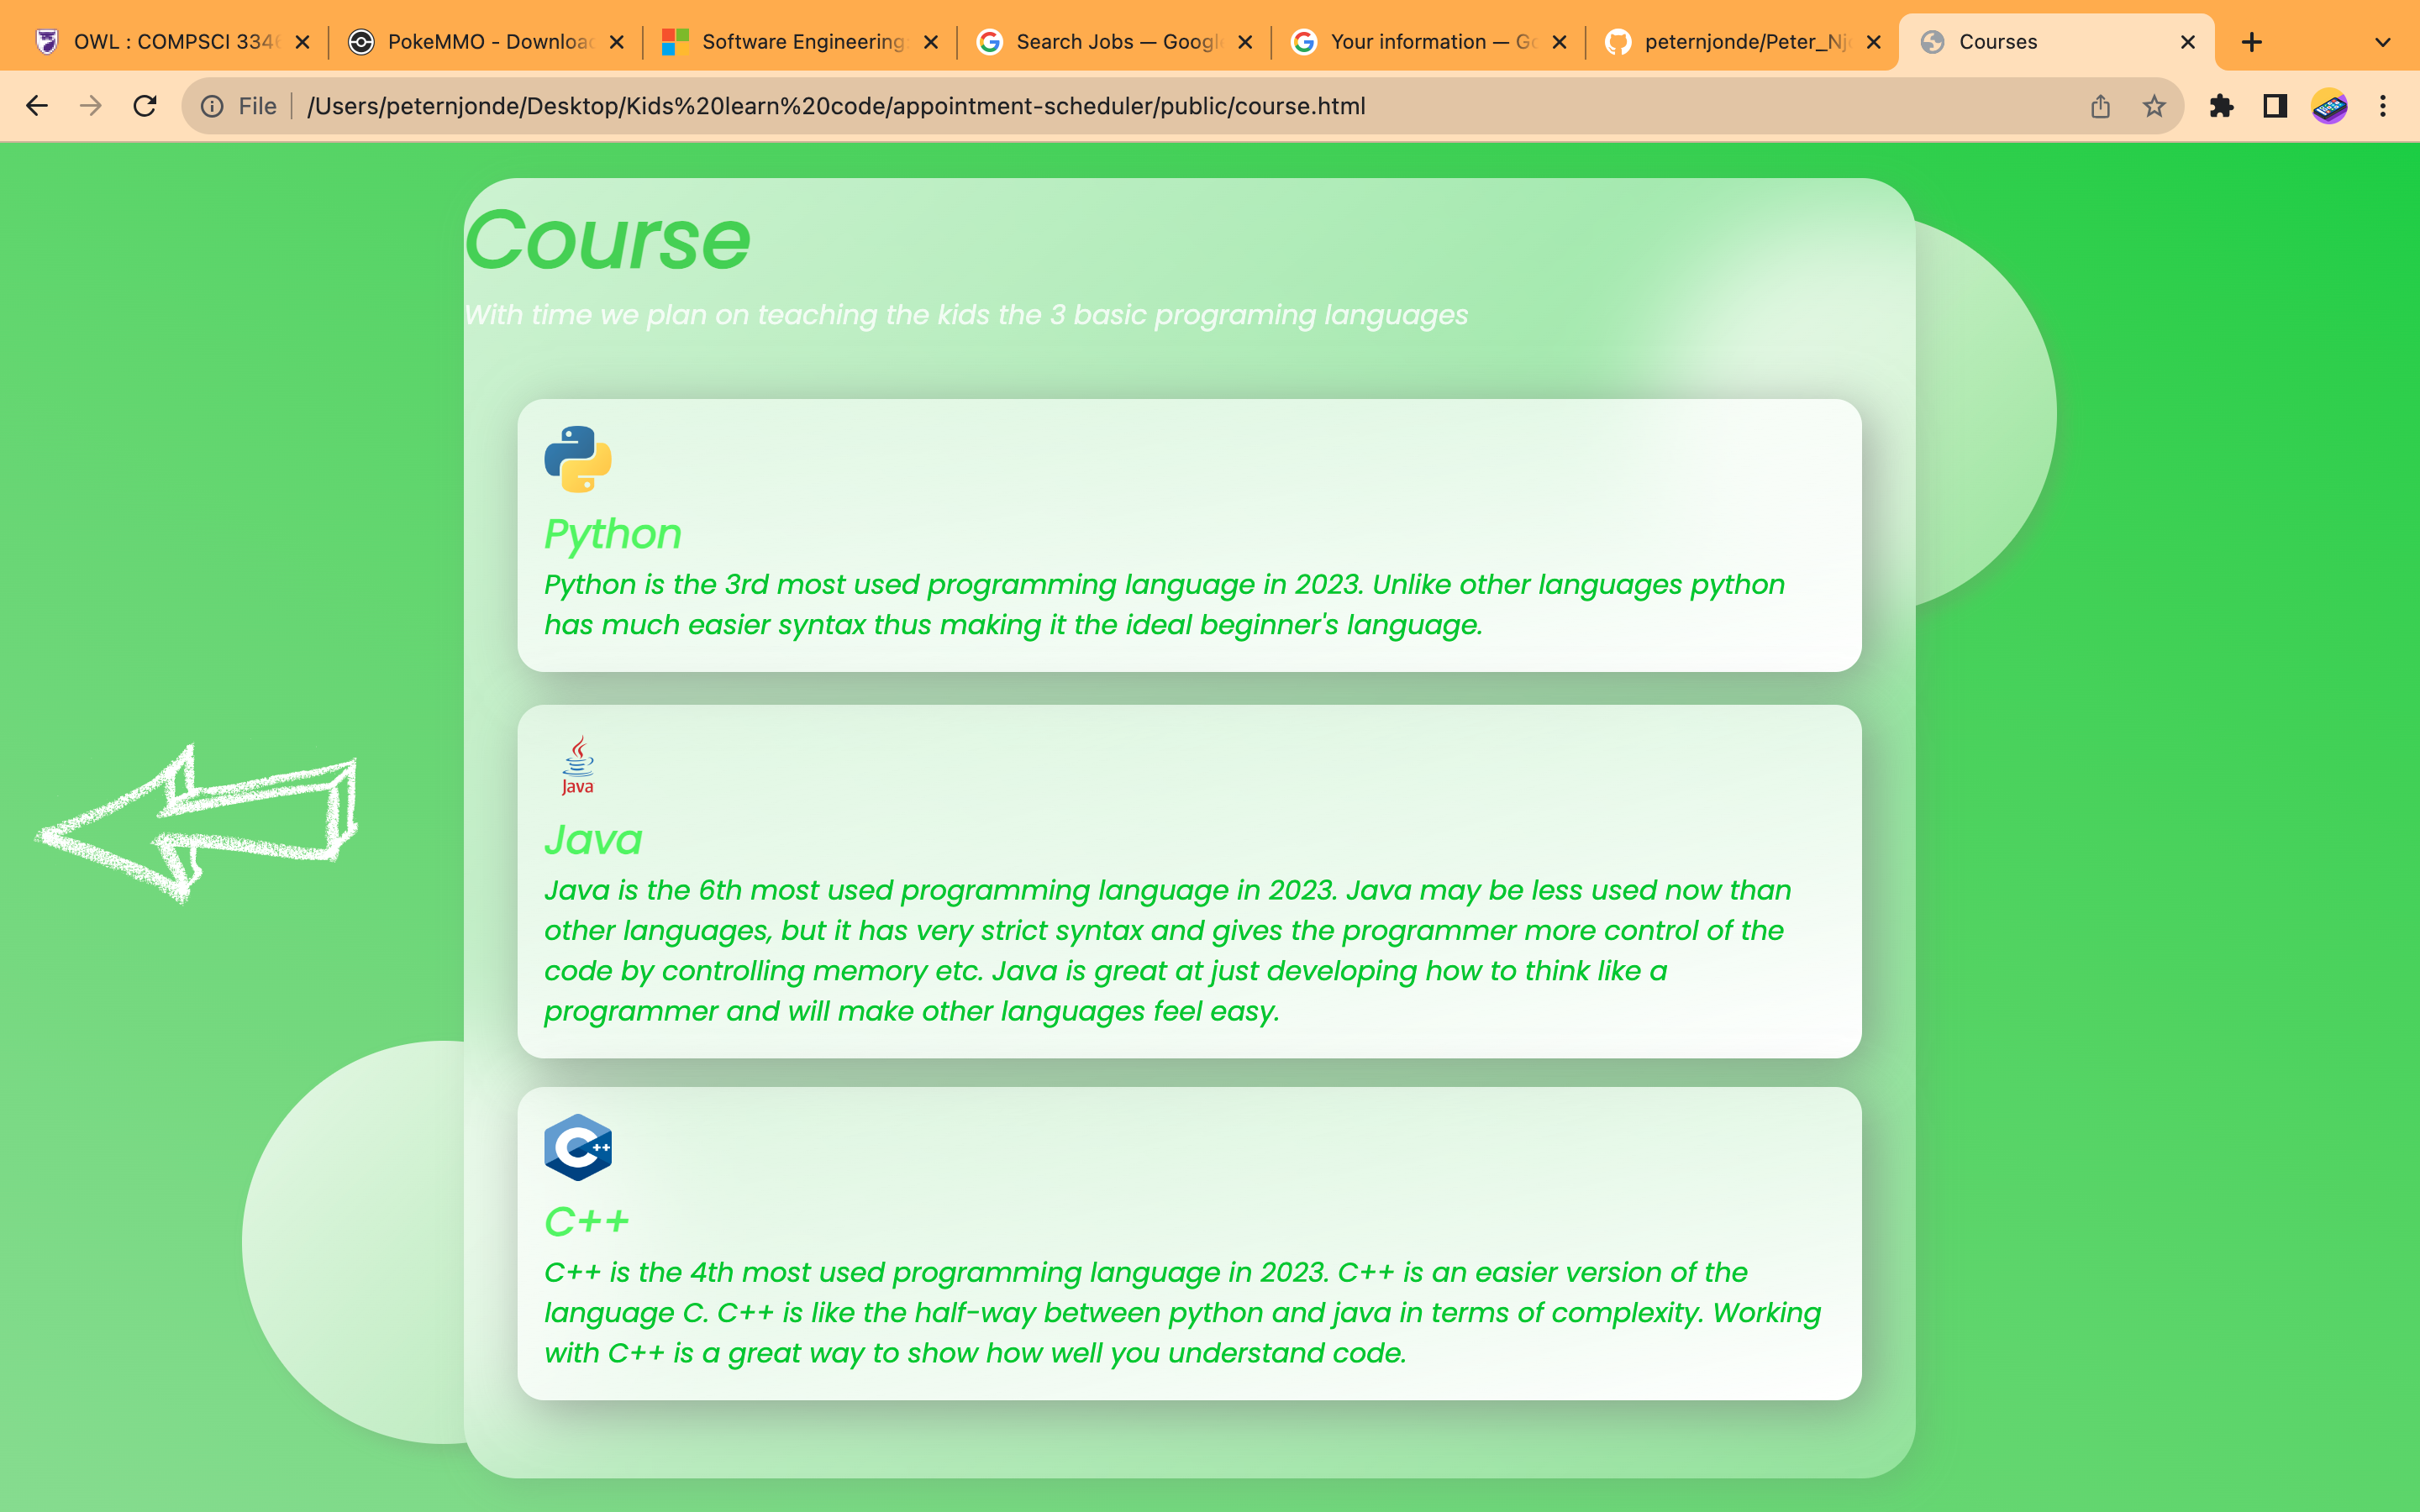 OWL : COMPSCI 334
PokeMMO - Downloa
Software Engineering
Search Jobs — Googl
Your information — G
peternjonde/Peter_Nj
Courses
File
/Users/peternjonde/Desktop/Kids%20learn%20code/appointment-scheduler/public/course.html
Course
With time we plan on teaching the kids the 3 basic programing languages
Python
Python is the 3rd most used programming language in 2023. Unlike other languages python
has much easier syntax thus making it the ideal beginner's language.
Java
Java
Java is the 6th most used programming language in 2023. Java may be less used now than
other languages, but it has very strict syntax and gives the programmer more control of the
code by controlling memory etc. Java is great at just developing how to think like a
programmer and will make other languages feel easy.
C++
C++
C++ is the 4th most used programming language in 2023. C++ is an easier version of the
language C. C++ is like the half-way between python and java in terms of complexity. Working
with C++ is a great way to show how well you understand code.